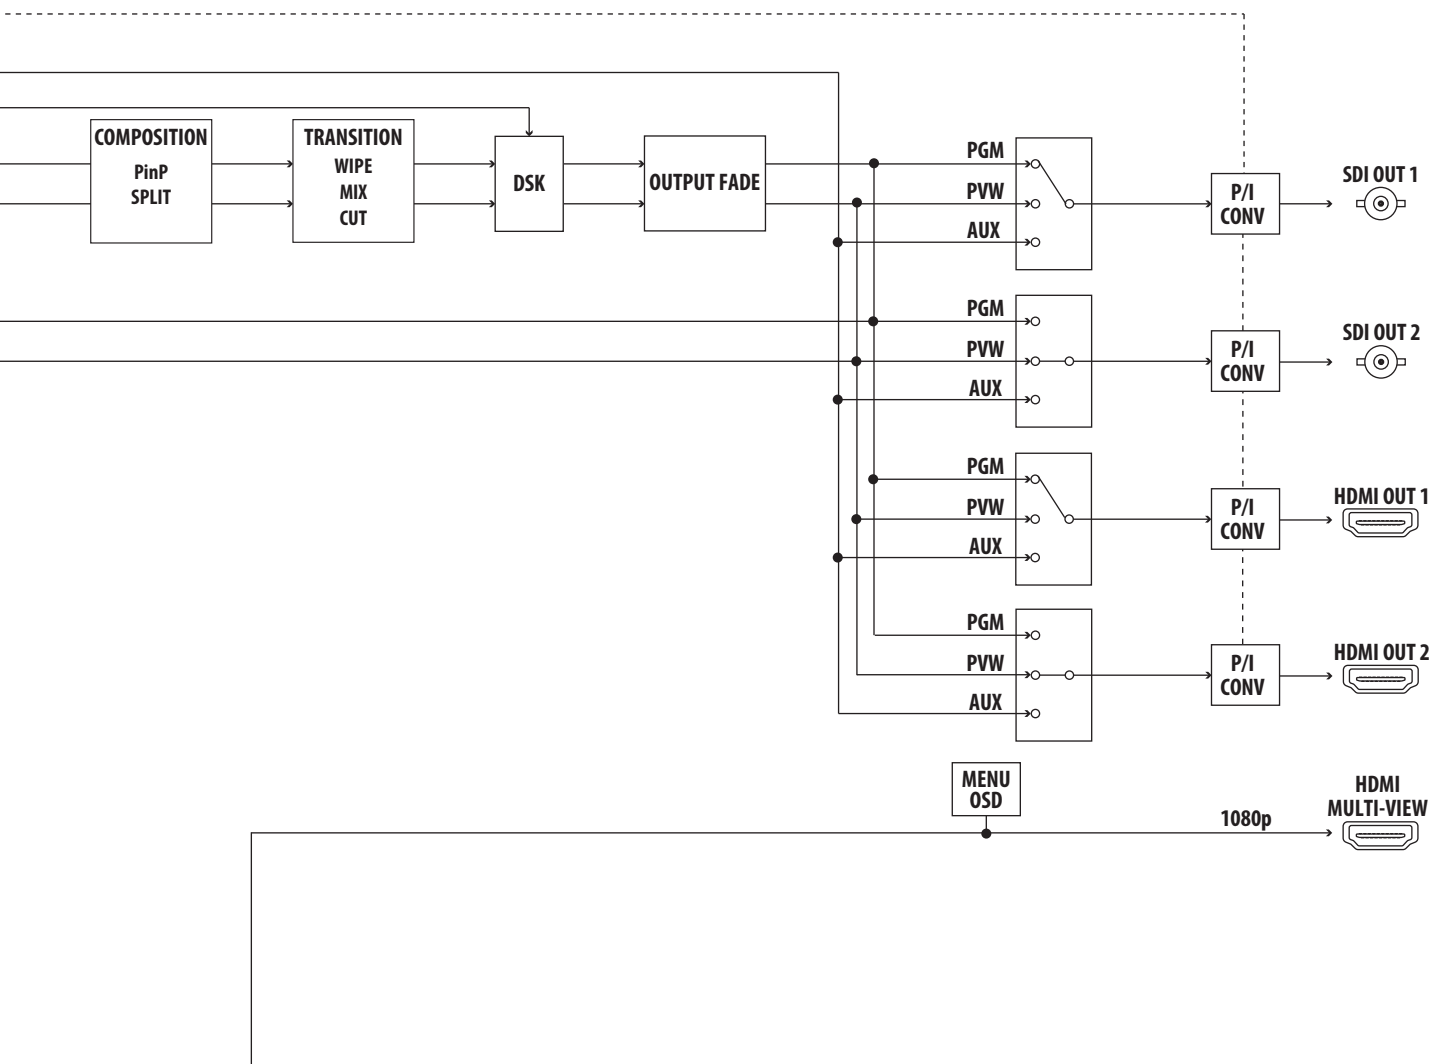 COMPOSITION
PinP
SPLIT
TRANSITION
WIPE
MIX
CUT
DSK
OUTPUT FADE
PGM
PVW
AUX
P/I
CONV
SDI OUT 1
PGM
PVW
AUX
P/I
CONV
SDI OUT 2
PGM
PVW
AUX
P/I
CONV
HDMI OUT 1
PGM
PVW
AUX
P/I
CONV
HDMI OUT 2
MENU
OSD
1080p
HDMI
MULTI-VIEW